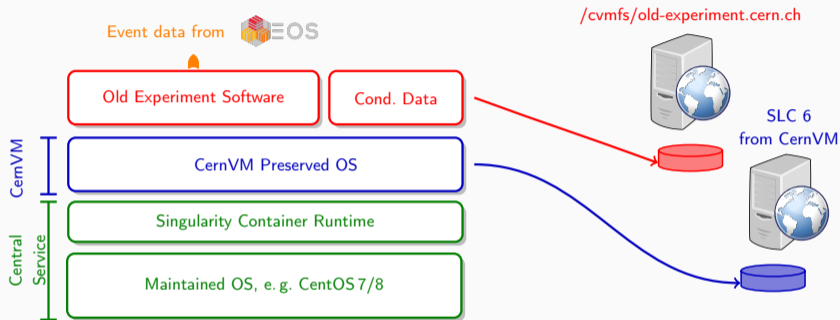 /cvmfs/old-experiment.cern.ch
Event data from EOS
Old Experiment Software
Cond. Data
SLC 6
from CernVM
CernVM
CernVM Preserved OS
Central
Service
Singularity Container Runtime
Maintained OS, e. g. CentOS 7/8